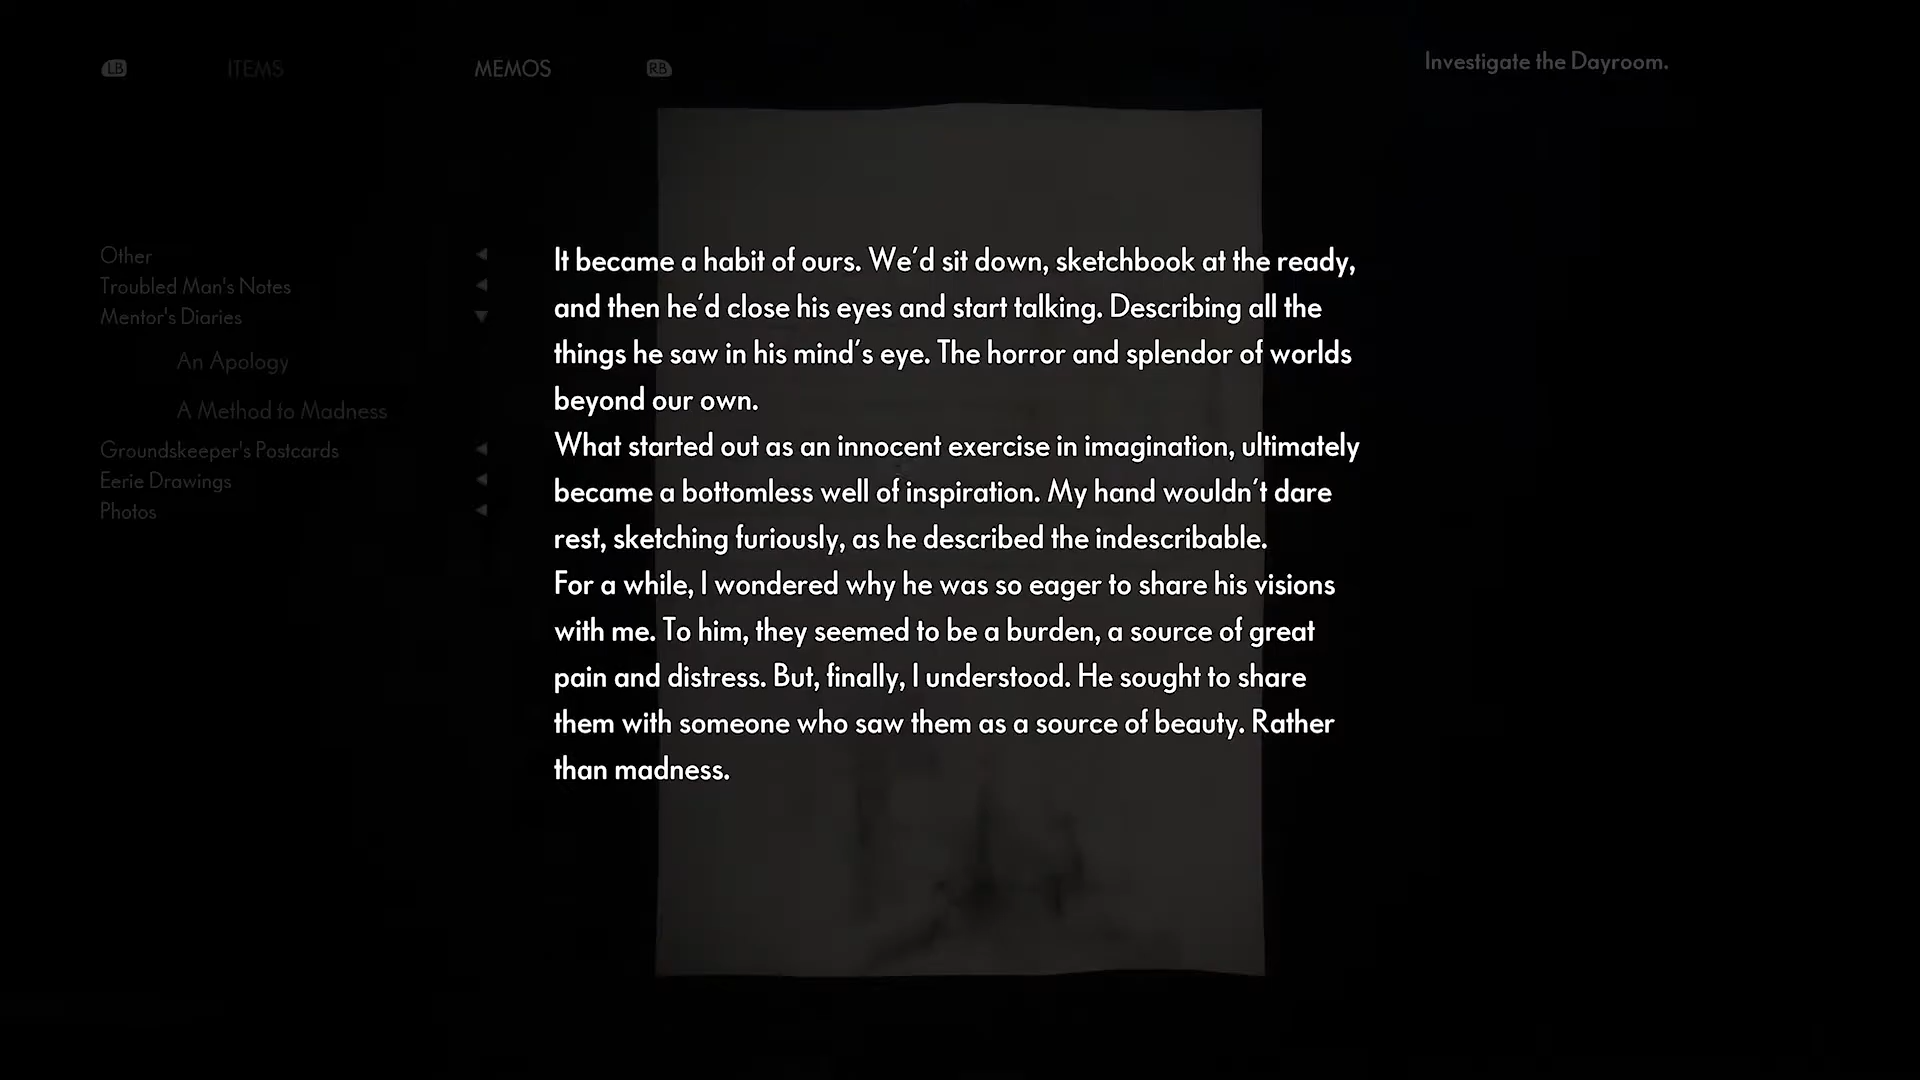 LB
ITEMS
MEMOS
RB
Investigate the Dayroom.
Other
Troubled Man's Notes
Mentor's Diaries
An Apology
A Method to Madness
Groundskeeper's Postcards
Eerie Drawings
Photos
It became a habit of ours. We'd sit down, sketchbook at the ready,
and then he'd close his eyes and start talking. Describing all the
things he saw in his mind's eye. The horror and splendor of worlds
beyond our own.
What started out as an innocent exercise in imagination, ultimately
became a bottomless well of inspiration. My hand wouldn't dare
rest, sketching furiously, as he described the indescribable.
For a while, I wondered why he was so eager to share his visions
with me. To him, they seemed to be a burden, a source of great
pain and distress. But, finally, I understood. He sought to share
them with someone who saw them as a source of beauty. Rather
than madness.